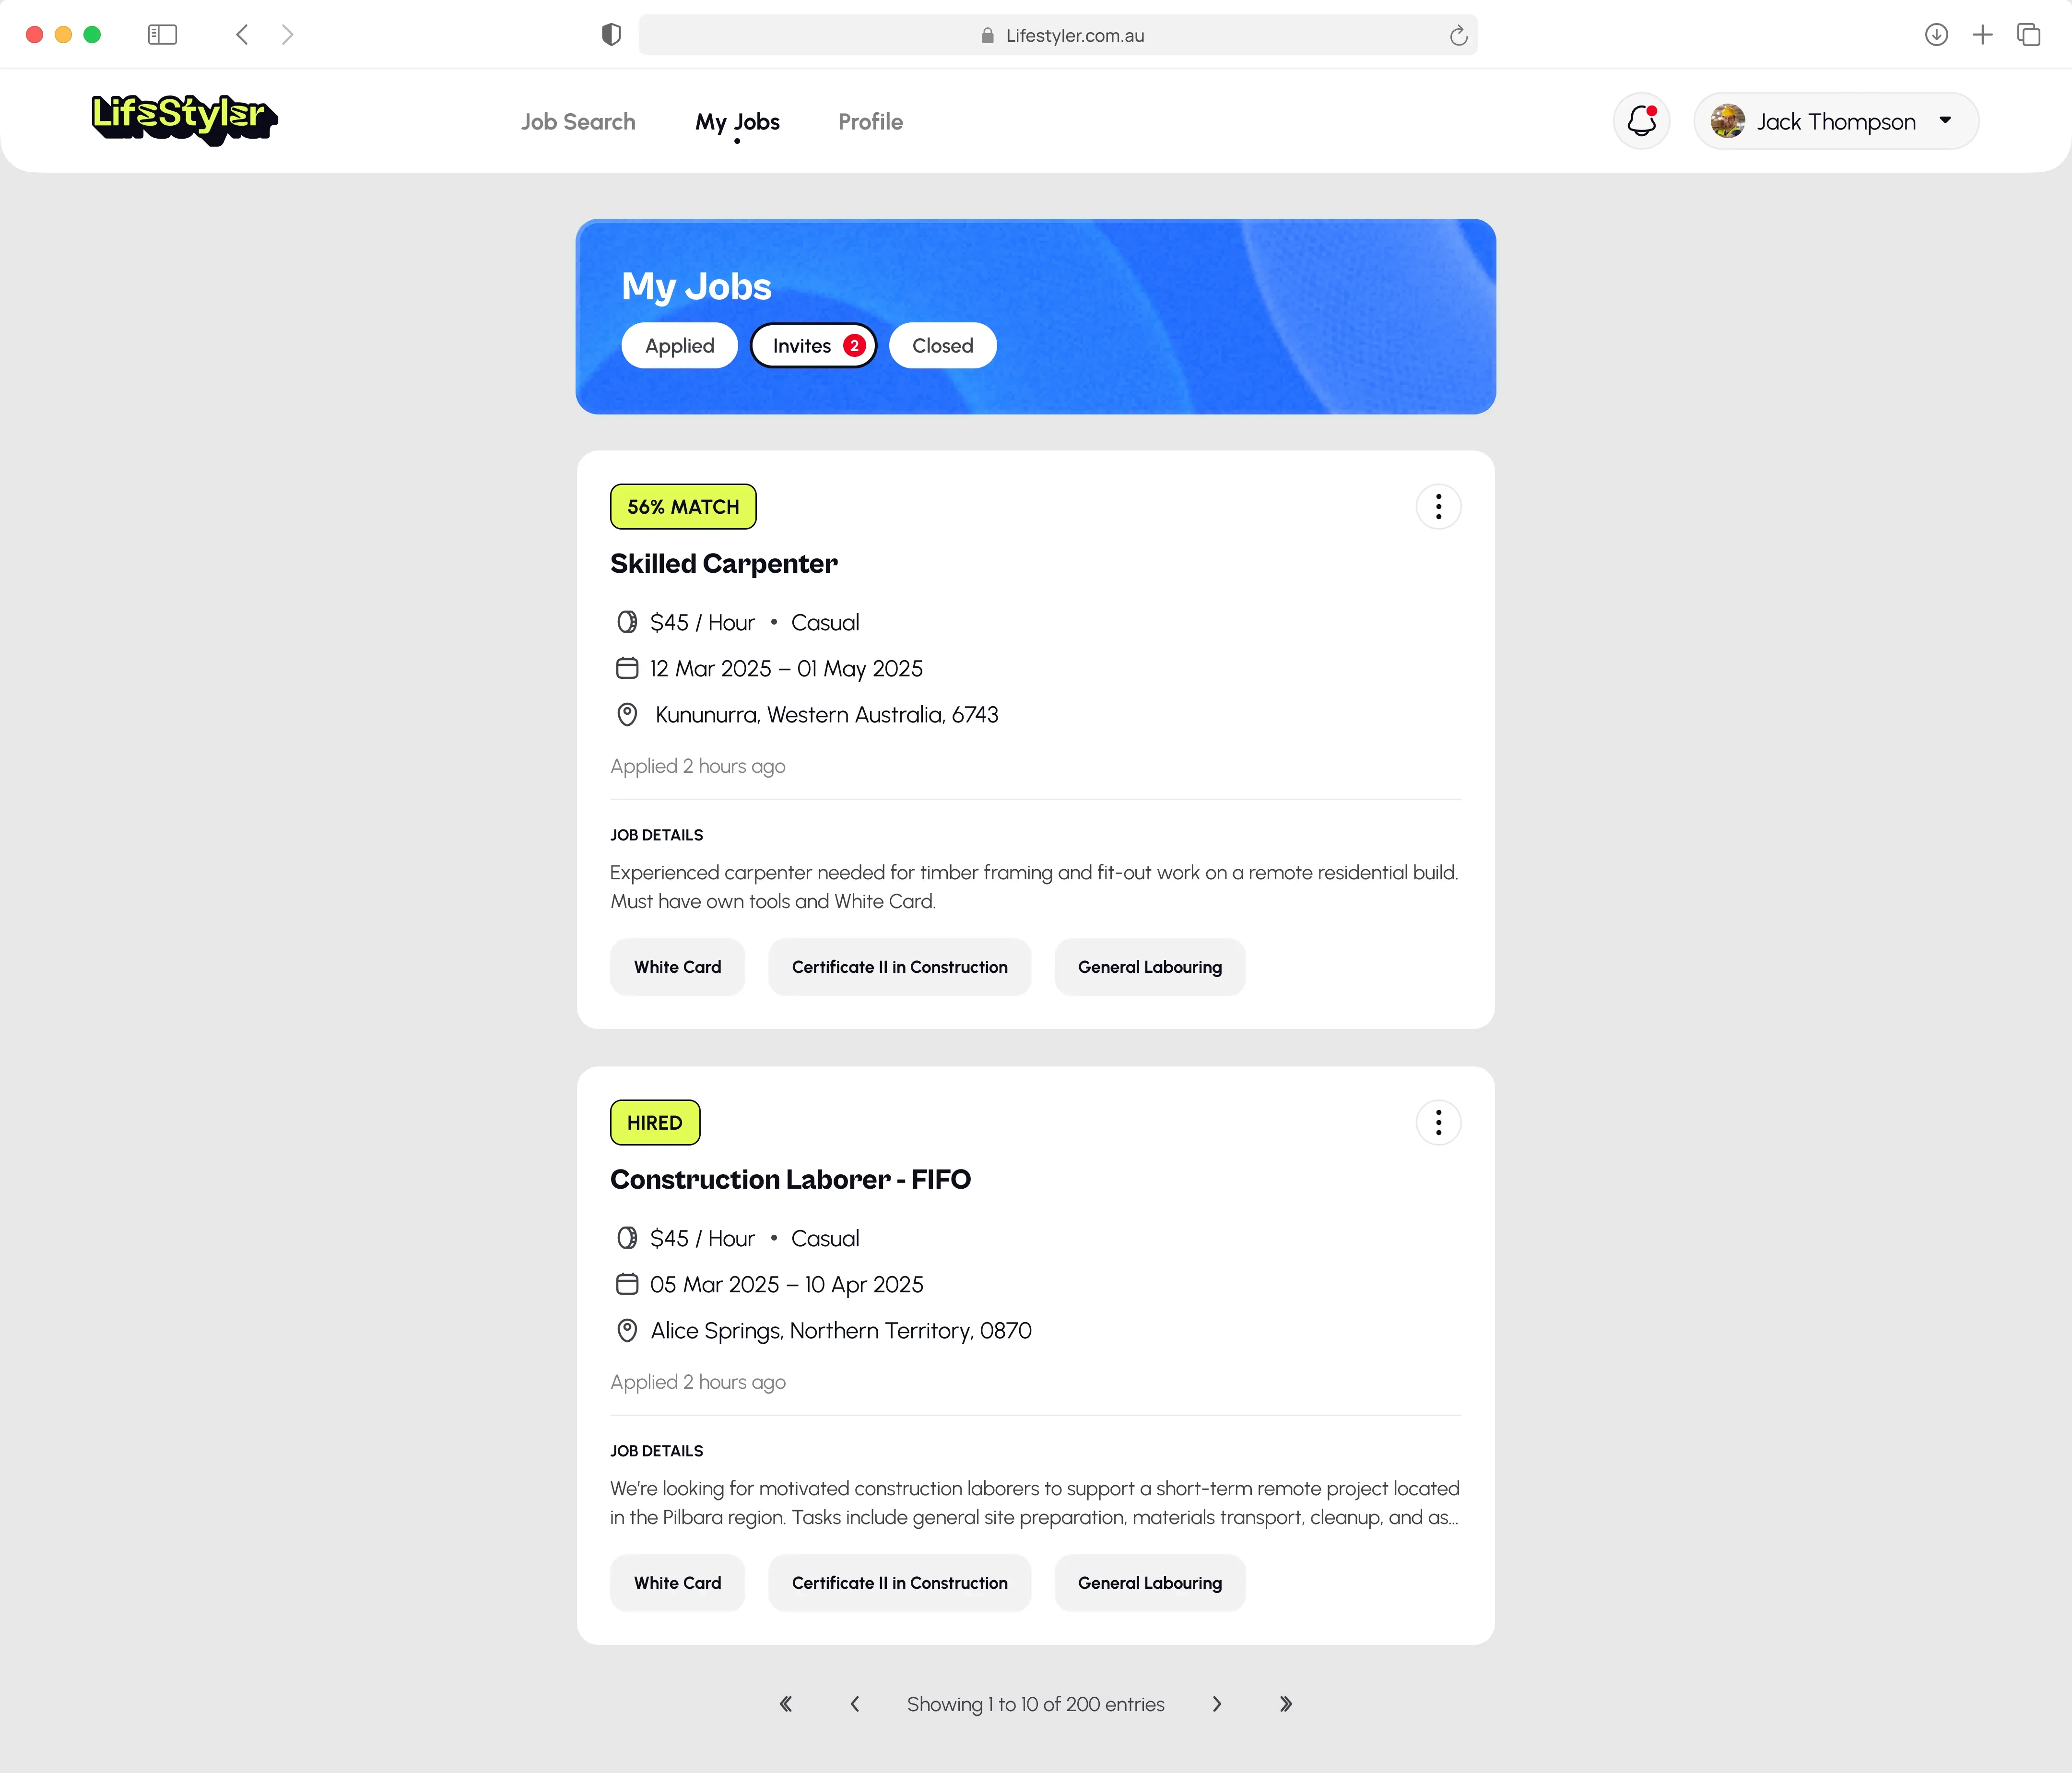 Lifestyler.com.au
LifeStyler
Job Search
My Jobs
Profile
Jack Thompson
My Jobs
Applied
Invites 2
Closed
56% MATCH
Skilled Carpenter
$45 / Hour • Casual
12 Mar 2025 – 01 May 2025
Kununurra, Western Australia, 6743
Applied 2 hours ago
JOB DETAILS
Experienced carpenter needed for timber framing and fit-out work on a remote residential build.
Must have own tools and White Card.
White Card
Certificate II in Construction
General Labouring
HIRED
Construction Laborer - FIFO
$45 / Hour • Casual
05 Mar 2025 – 10 Apr 2025
Alice Springs, Northern Territory, 0870
Applied 2 hours ago
JOB DETAILS
We're looking for motivated construction laborers to support a short-term remote project located
in the Pilbara region. Tasks include general site preparation, materials transport, cleanup, and as...
White Card
Certificate II in Construction
General Labouring
Showing 1 to 10 of 200 entries